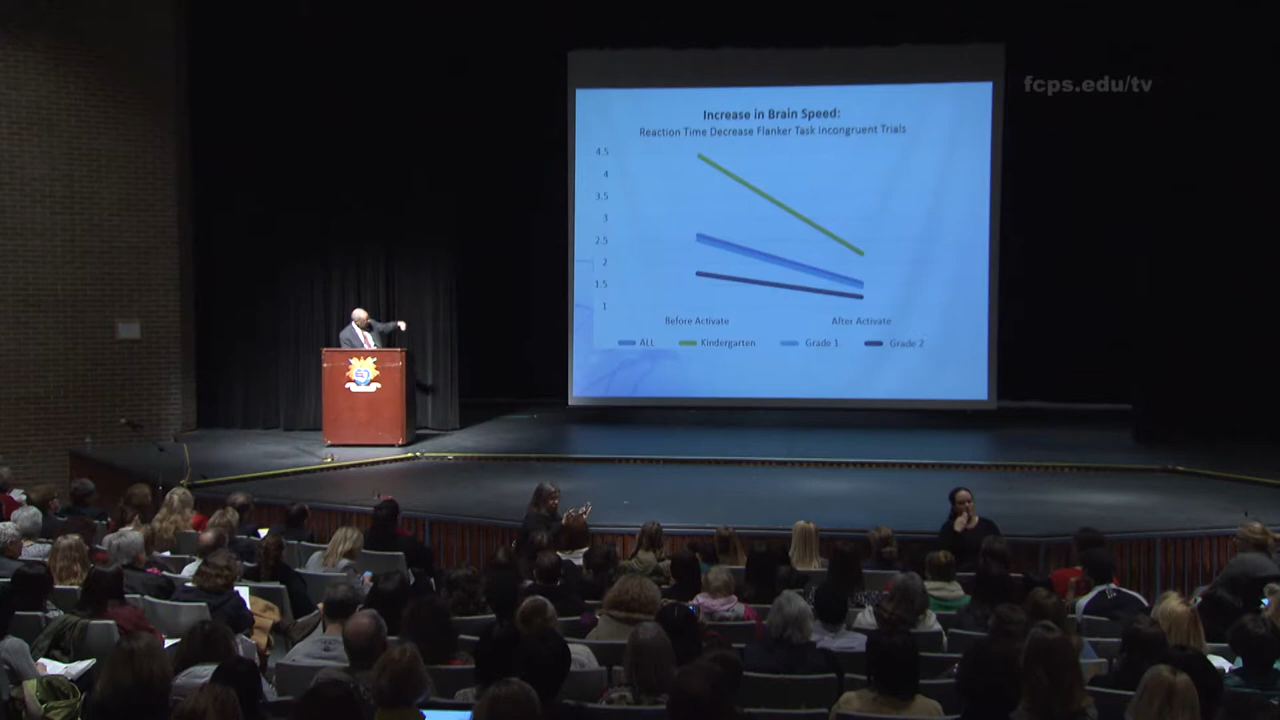 fcps.edu/tv
Increase in Brain Speed:
Reaction Time Decrease Flanker Task Incongruent Trials
4.5
4
3.5
3
2.5
2
1.5
1
Before Activate After Activate
ALL Kindergarten Grade 1 Grade 2